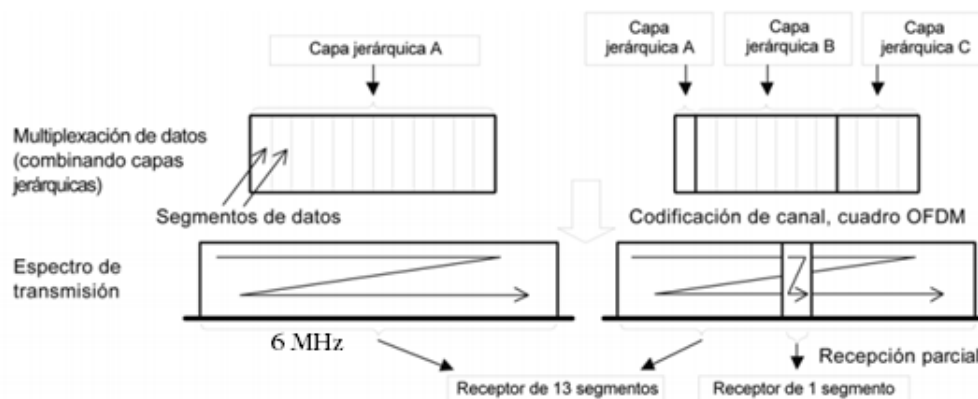 Capa jerárquica A
Capa
jerárquica A
Capa
jerárquica B
Capa
jerárquica C
Multiplexación de datos
(combinando capas
jerárquicas)
Segmentos de datos
Codificación de canal, cuadro OFDM
Espectro de
transmisión
6 MHz
Recepción parcial
Receptor de 13 segmentos
Receptor de 1 segmento